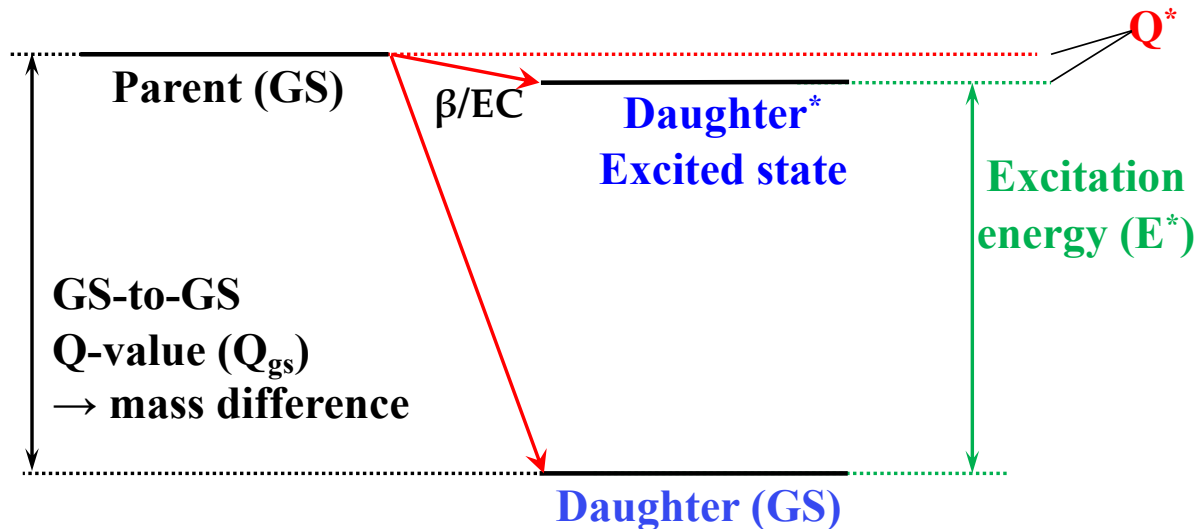 Q*
Parent (GS)
β/EC
Daughter*
Excited state
Excitation
energy (E*)
GS-to-GS
Q-value (Qgs)
→ mass difference
Daughter (GS)